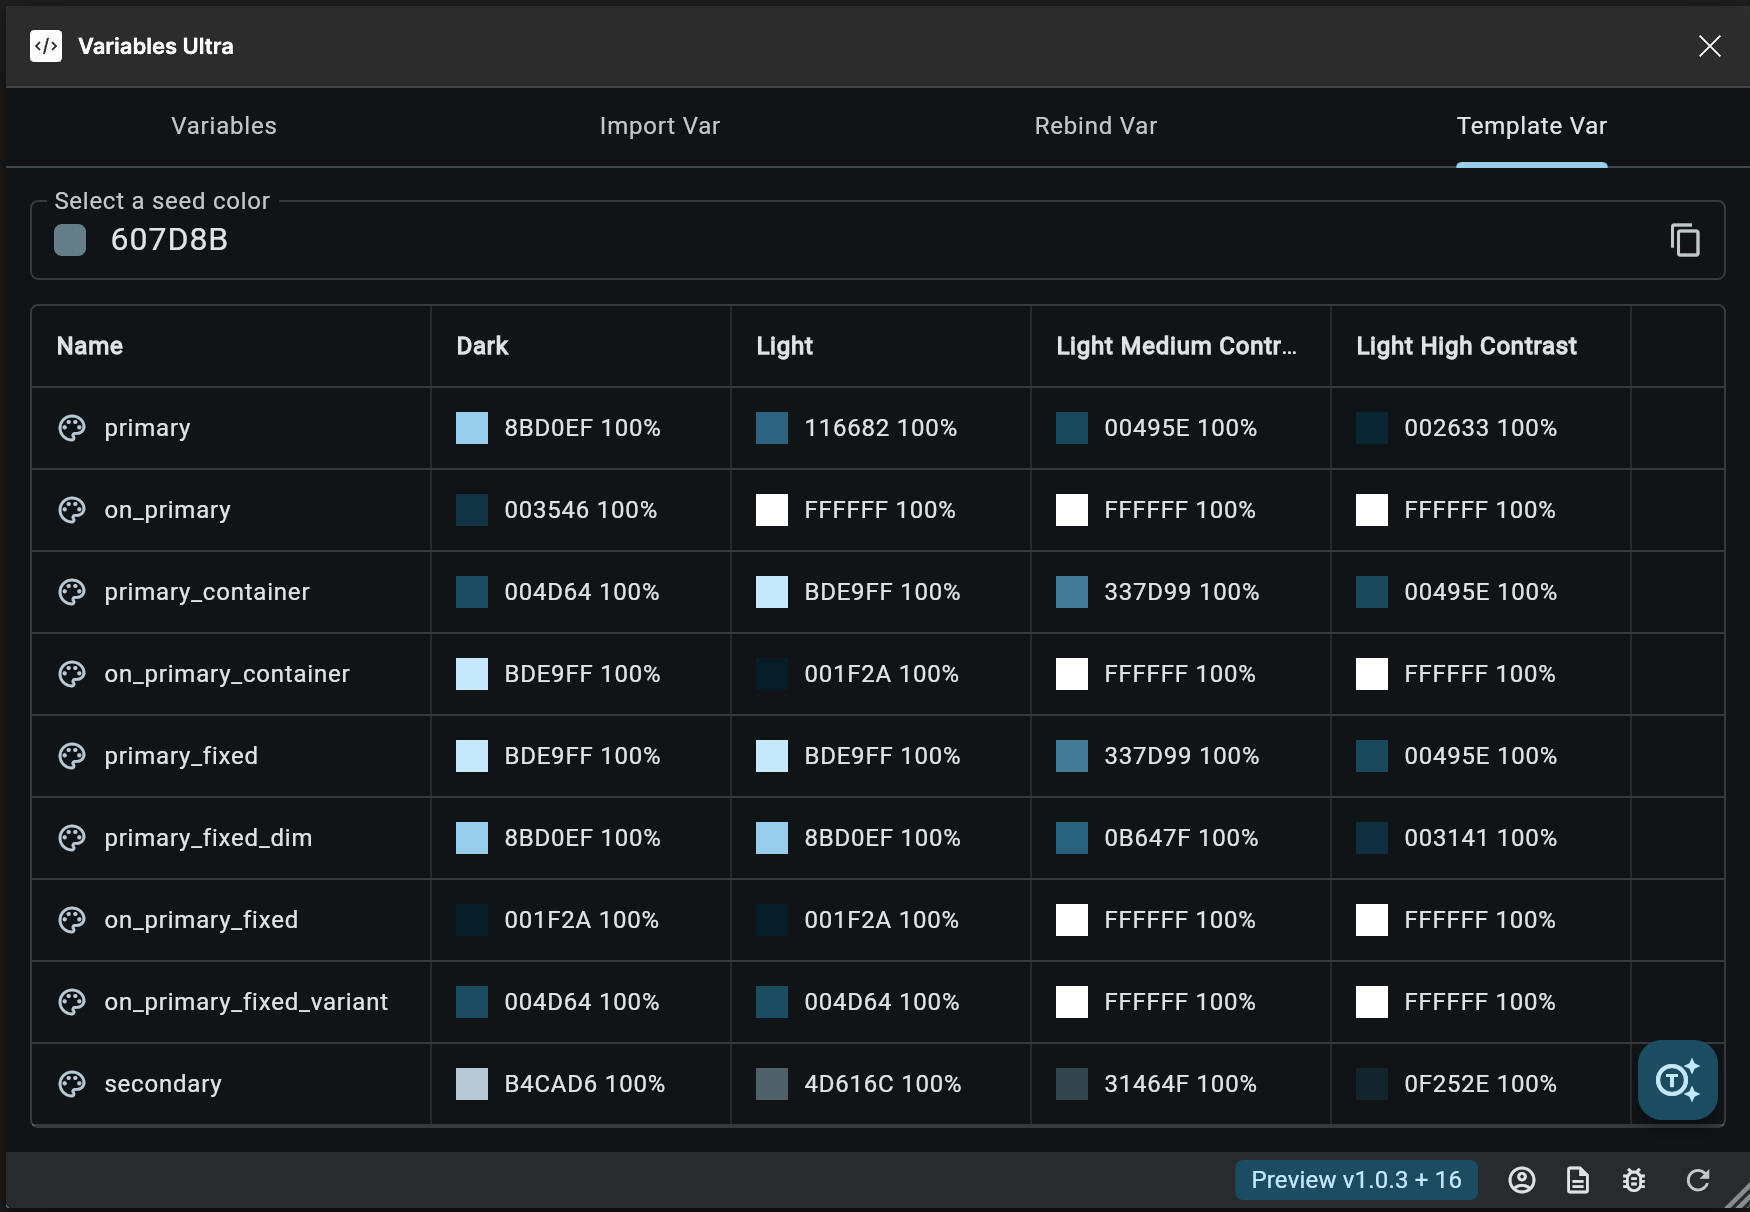 </> Variables Ultra
Variables Import Var Rebind Var Template Var
Select a seed color
607D8B
Name Dark Light Light Medium Contr... Light High Contrast
primary 8BD0EF 100% 116682 100% 00495E 100% 002633 100%
on_primary 003546 100% FFFFFF 100% FFFFFF 100% FFFFFF 100%
primary_container 004D64 100% BDE9FF 100% 337D99 100% 00495E 100%
on_primary_container BDE9FF 100% 001F2A 100% FFFFFF 100% FFFFFF 100%
primary_fixed BDE9FF 100% BDE9FF 100% 337D99 100% 00495E 100%
primary_fixed_dim 8BD0EF 100% 8BD0EF 100% 0B647F 100% 003141 100%
on_primary_fixed 001F2A 100% 001F2A 100% FFFFFF 100% FFFFFF 100%
on_primary_fixed_variant 004D64 100% 004D64 100% FFFFFF 100% FFFFFF 100%
secondary B4CAD6 100% 4D616C 100% 31464F 100% 0F252E 100%
T
Preview v1.0.3 + 16